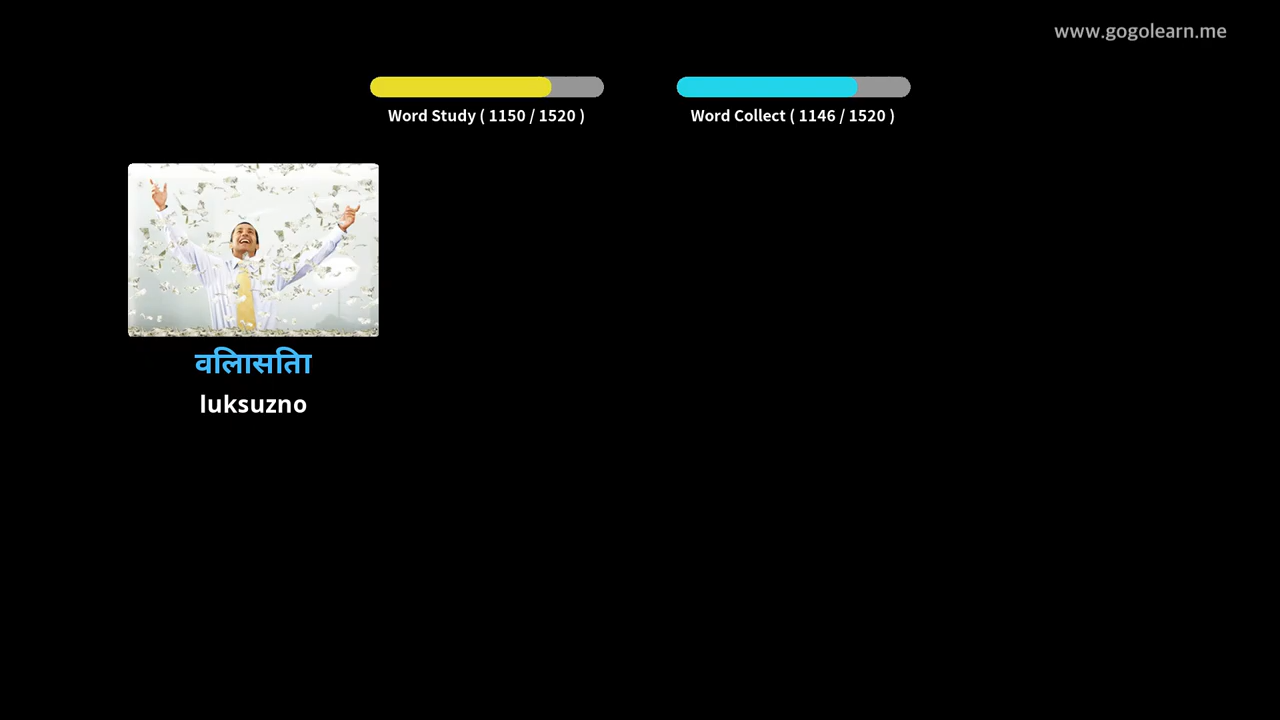 www.gogolearn.me
Word Study ( 1150 / 1520 )
Word Collect ( 1146 / 1520 )
विलासिता
luksuzno